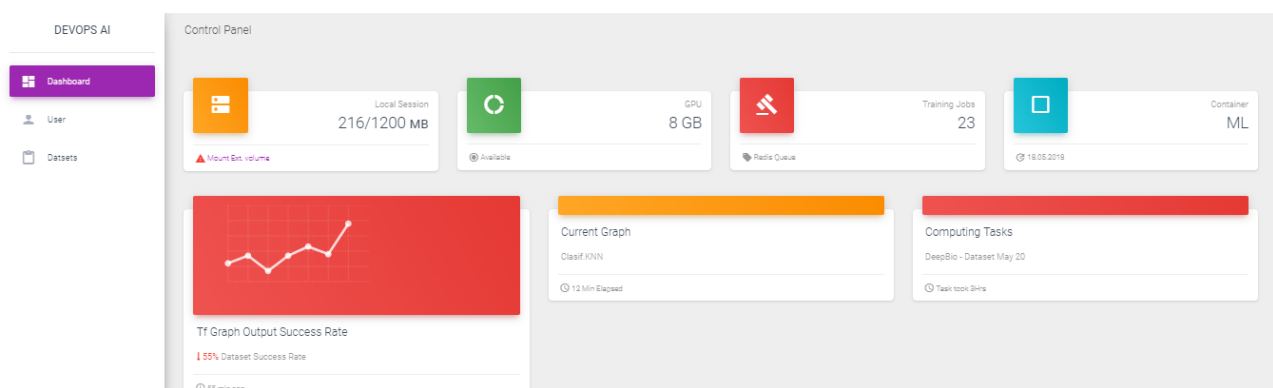 DEVOPS AI
Dashboard
User
Datsets
Control Panel
Local Session
216/1200 MB
Mount Ext. volume
GPU
8 GB
Available
Training Jobs
23
Redis Queue
Container
ML
19.05.2019
Tf Graph Output Success Rate
55% Dataset Success Rate
Current Graph
Clasif.KNN
12 Min Elapsed
Computing Tasks
DeepBio - Dataset May 20
Task took 3Hrs